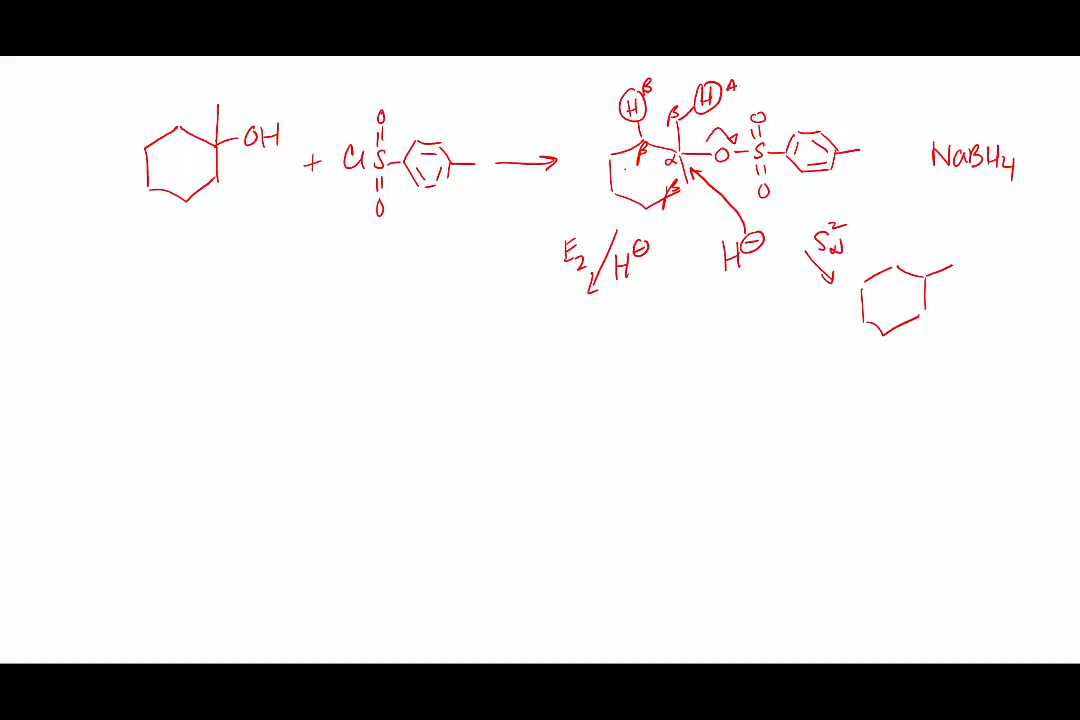 OH
+
Cl S
O
O
H β
H A
β
β
α
β
O S
O
O
NaBH4
E2
H⊖
H⊖
SN2